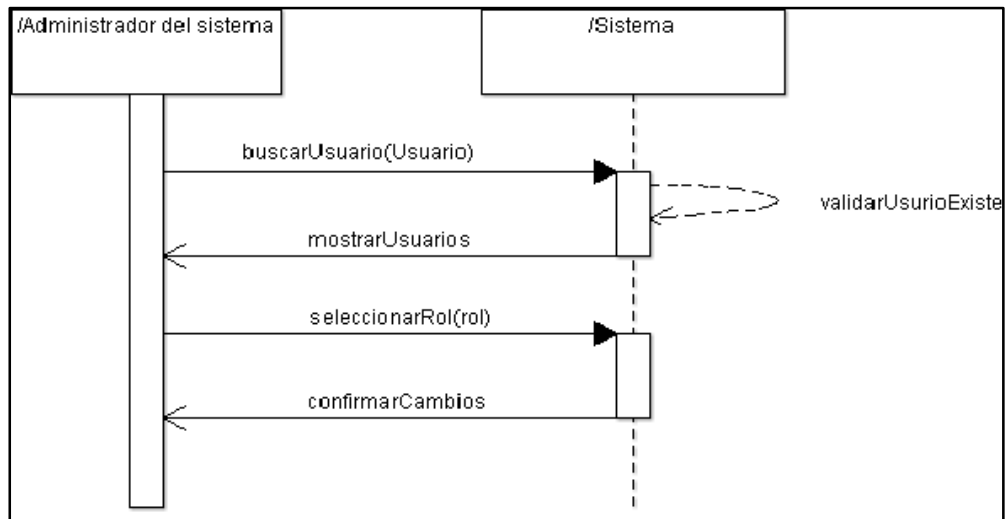 /Administrador del sistema
/Sistema
buscarUsuario(Usuario)
validarUsurioExiste
mostrarUsuarios
seleccionarRol(rol)
confirmarCambios